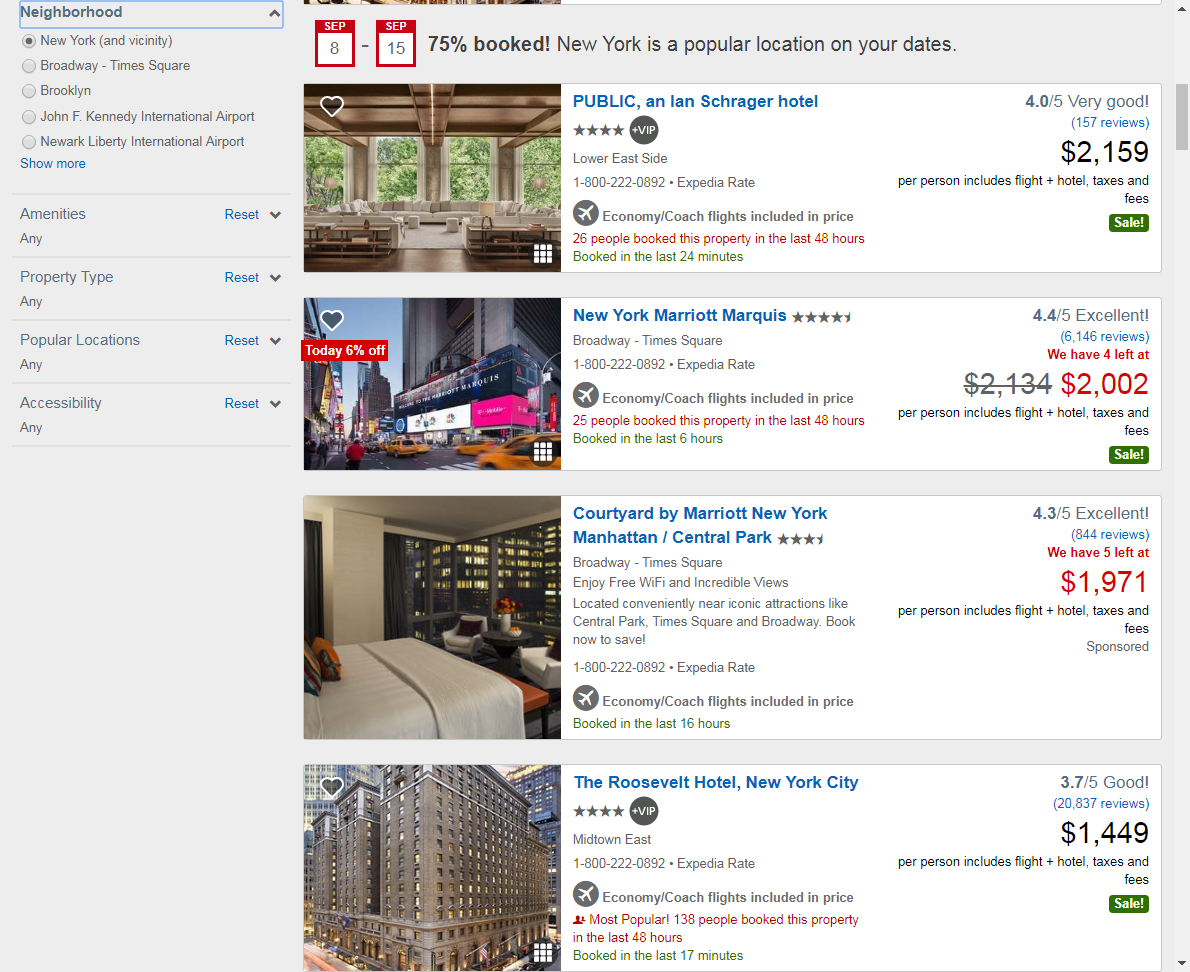 Neighborhood
New York (and vicinity)
Broadway - Times Square
Brooklyn
John F. Kennedy International Airport
Newark Liberty International Airport
Show more
Amenities Reset
Any
Property Type Reset
Any
Popular Locations Reset
Any
Accessibility Reset
Any
SEP
8
-
SEP
15
75% booked! New York is a popular location on your dates.
PUBLIC, an Ian Schrager hotel
+VIP
Lower East Side
1-800-222-0892 • Expedia Rate
Economy/Coach flights included in price
26 people booked this property in the last 48 hours
Booked in the last 24 minutes
4.0/5 Very good!
(157 reviews)
$2,159
per person includes flight + hotel, taxes and
fees
Sale!
Today 6% off
WELCOME TO THE MARRIOTT MARQUIS
T-Mobile
New York Marriott Marquis
Broadway - Times Square
1-800-222-0892 • Expedia Rate
Economy/Coach flights included in price
25 people booked this property in the last 48 hours
Booked in the last 6 hours
4.4/5 Excellent!
(6,146 reviews)
We have 4 left at
$2,134 $2,002
per person includes flight + hotel, taxes and
fees
Sale!
Courtyard by Marriott New York
Manhattan / Central Park
Broadway - Times Square
Enjoy Free WiFi and Incredible Views
Located conveniently near iconic attractions like
Central Park, Times Square and Broadway. Book
now to save!
1-800-222-0892 • Expedia Rate
Economy/Coach flights included in price
Booked in the last 16 hours
4.3/5 Excellent!
(844 reviews)
We have 5 left at
$1,971
per person includes flight + hotel, taxes and
fees
Sponsored
The Roosevelt Hotel, New York City
+VIP
Midtown East
1-800-222-0892 • Expedia Rate
Economy/Coach flights included in price
Most Popular! 138 people booked this property
in the last 48 hours
Booked in the last 17 minutes
3.7/5 Good!
(20,837 reviews)
$1,449
per person includes flight + hotel, taxes and
fees
Sale!